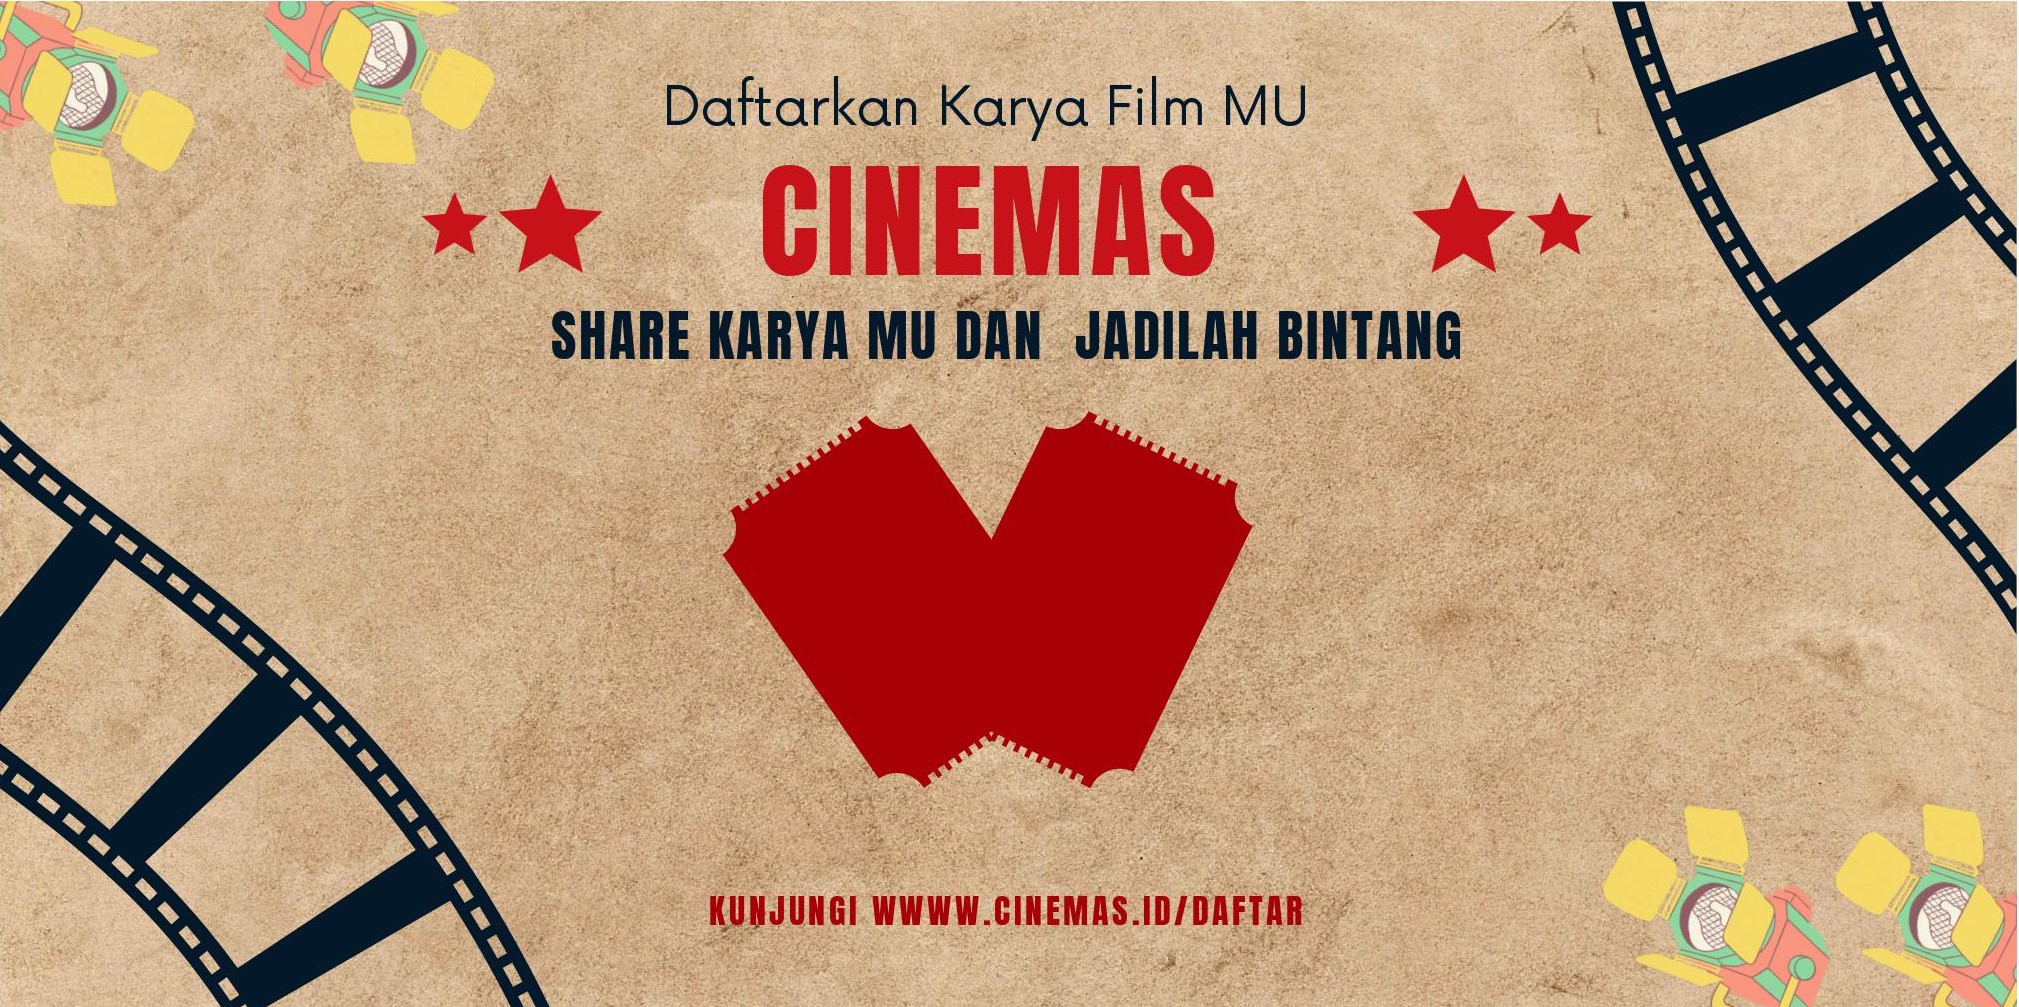 Daftarkan Karya Film MU
CINEMAS
SHARE KARYA MU DAN JADILAH BINTANG
KUNJUNGI WWWW.CINEMAS.ID/DAFTAR